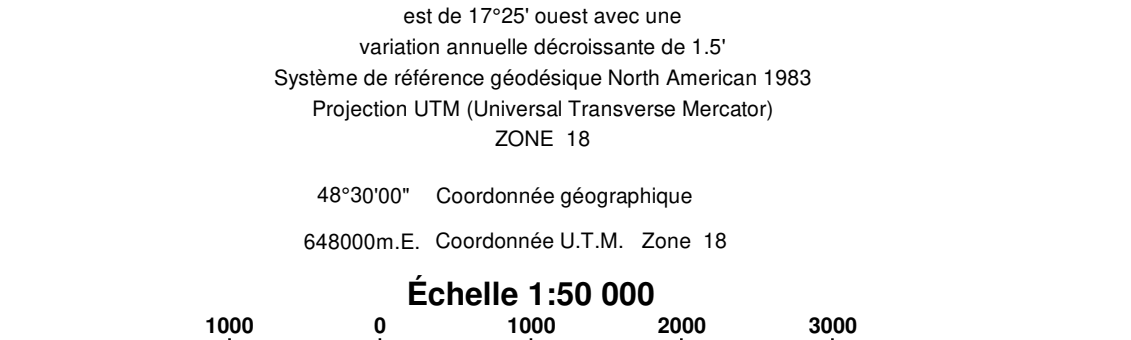 est de 17°25' ouest avec une
variation annuelle décroissante de 1.5'
Système de référence géodésique North American 1983
Projection UTM (Universal Transverse Mercator)
ZONE 18
48°30'00" Coordonnée géographique
648000m.E. Coordonnée U.T.M. Zone 18
Échelle 1:50 000
1000 0 1000 2000 3000